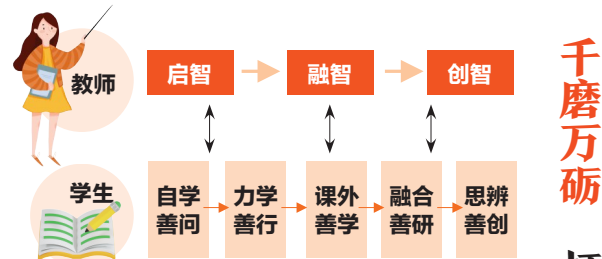 教师
启智
融智
创智
学生
自学
善问
力学
善行
课外
善学
融合
善研
思辨
善创
千磨万砺